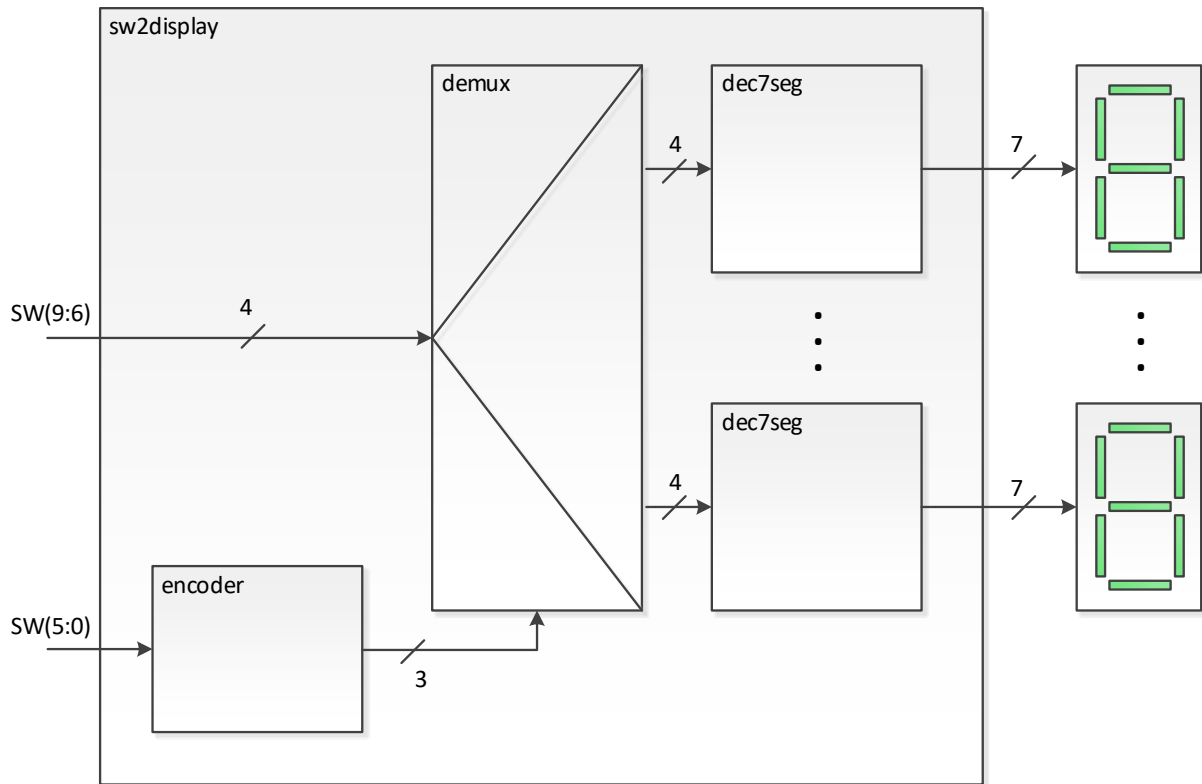 sw2display
demux
dec7seg
4
7
SW(9:6)
4
dec7seg
4
7
encoder
SW(5:0)
3